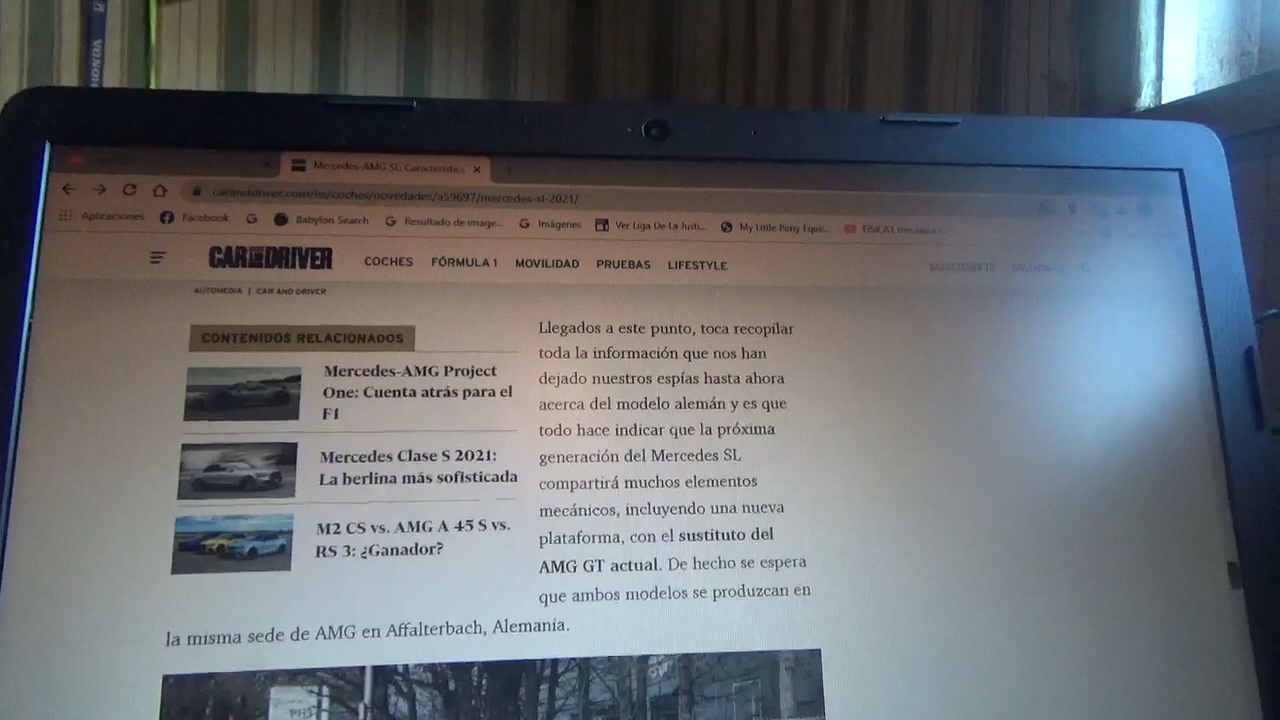 Mercedes-AMG SL: Característica
carandriver.com/es/coches/novedades/a59697/mercedes-sl-2021/
Aplicaciones Facebook Babylon Search Resultado de image... Imágenes Ver Liga De La Justi... My Little Pony Eque...
CAR AND DRIVER COCHES FÓRMULA 1 MOVILIDAD PRUEBAS LIFESTYLE SUSCRÍBETE
AUTOMEDIA | CAR AND DRIVER
CONTENIDOS RELACIONADOS
Mercedes-AMG Project
One: Cuenta atrás para el
F1
Mercedes Clase S 2021:
La berlina más sofisticada
M2 CS vs. AMG A 45 S vs.
RS 3: ¿Ganador?
Llegados a este punto, toca recopilar
toda la información que nos han
dejado nuestros espías hasta ahora
acerca del modelo alemán y es que
todo hace indicar que la próxima
generación del Mercedes SL
compartirá muchos elementos
mecánicos, incluyendo una nueva
plataforma, con el sustituto del
AMG GT actual. De hecho se espera
que ambos modelos se produzcan en
la misma sede de AMG en Affalterbach, Alemania.